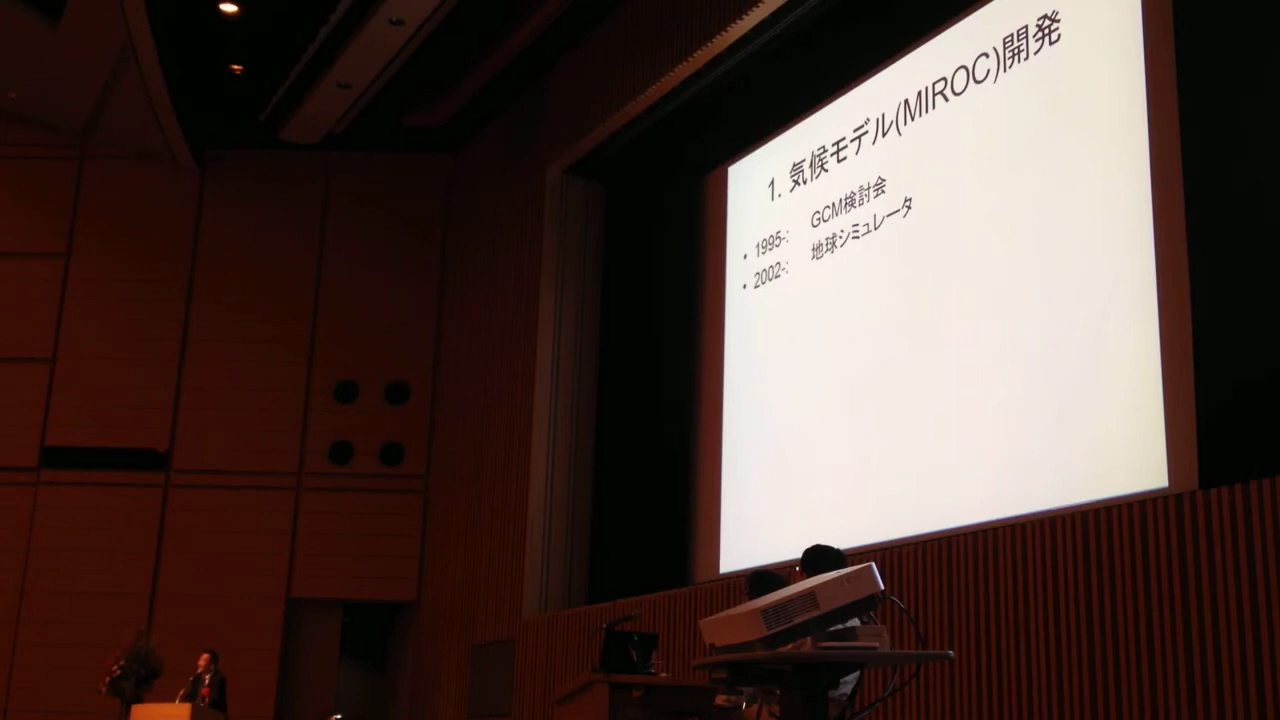 1. 気候モデル(MIROC)開発
• 1995-: GCM検討会
• 2002-: 地球シミュレータ